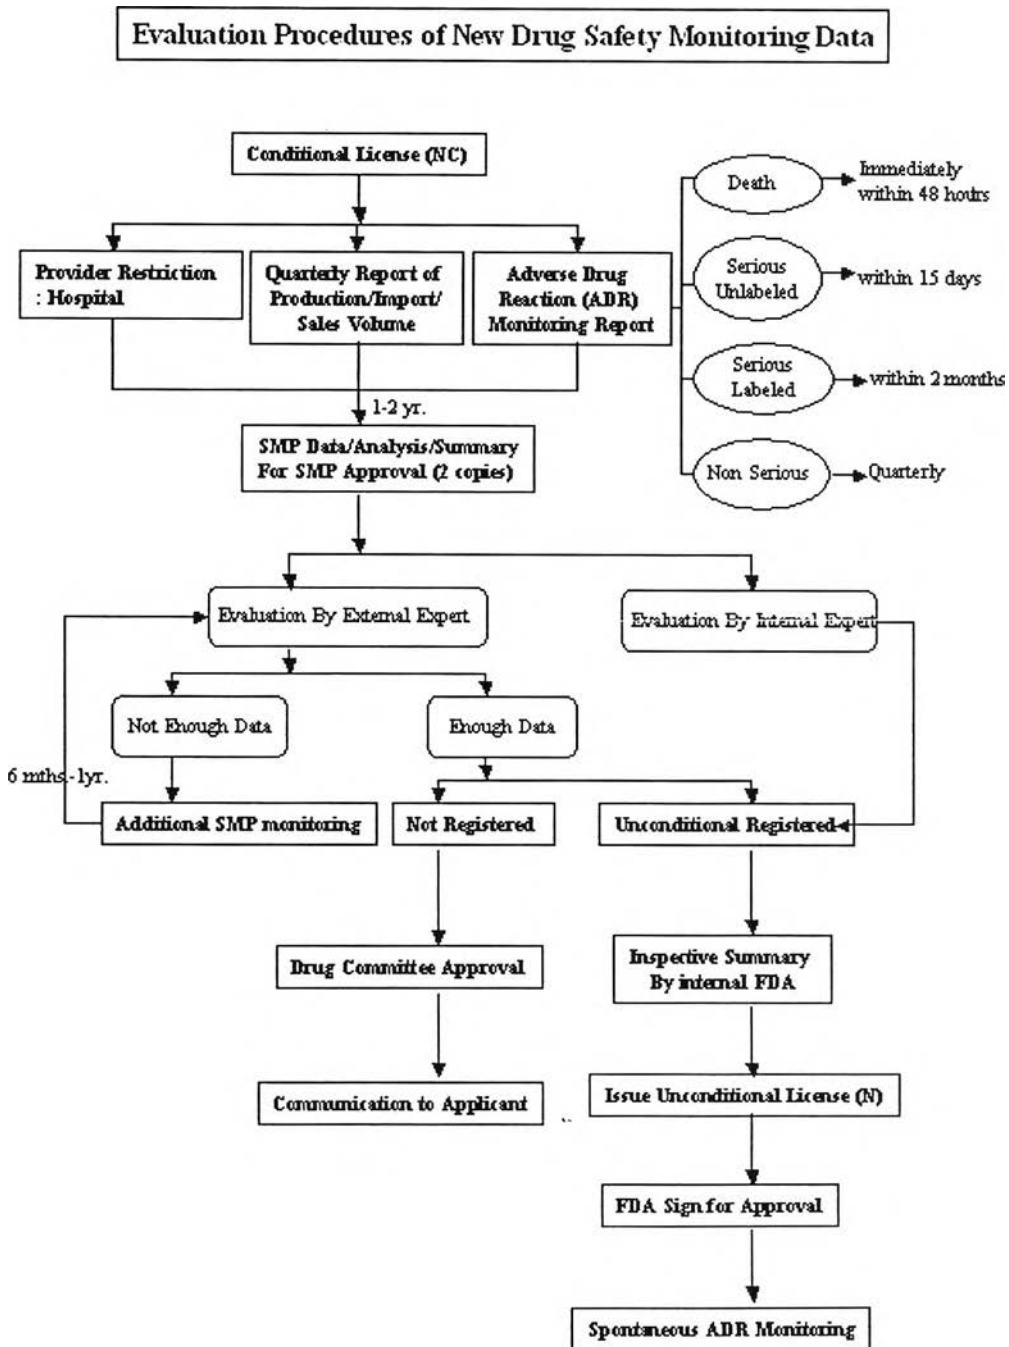 Evaluation Procedures of New Drug Safety Monitoring Data
Conditional License (NC)
Provider Restriction
: Hospital
Quarterly Report of
Production/Import/
Sales Volume
Adverse Drug
Reaction (ADR)
Monitoring Report
Death
Immediately
within 48 hours
Serious
Unlabeled
within 15 days
Serious
Labeled
within 2 months
Non Serious
Quarterly
1-2 yr.
SMP Data/Analysis/Summary
For SMP Approval (2 copies)
Evaluation By External Expert
Evaluation By Internal Expert
Not Enough Data
Enough Data
6 mths.-1yr.
Additional SMP monitoring
Not Registered
Unconditional Registered
Drug Committee Approval
Inspective Summary
By internal FDA
Communication to Applicant
Issue Unconditional License (N)
FDA Sign for Approval
Spontaneous ADR Monitoring